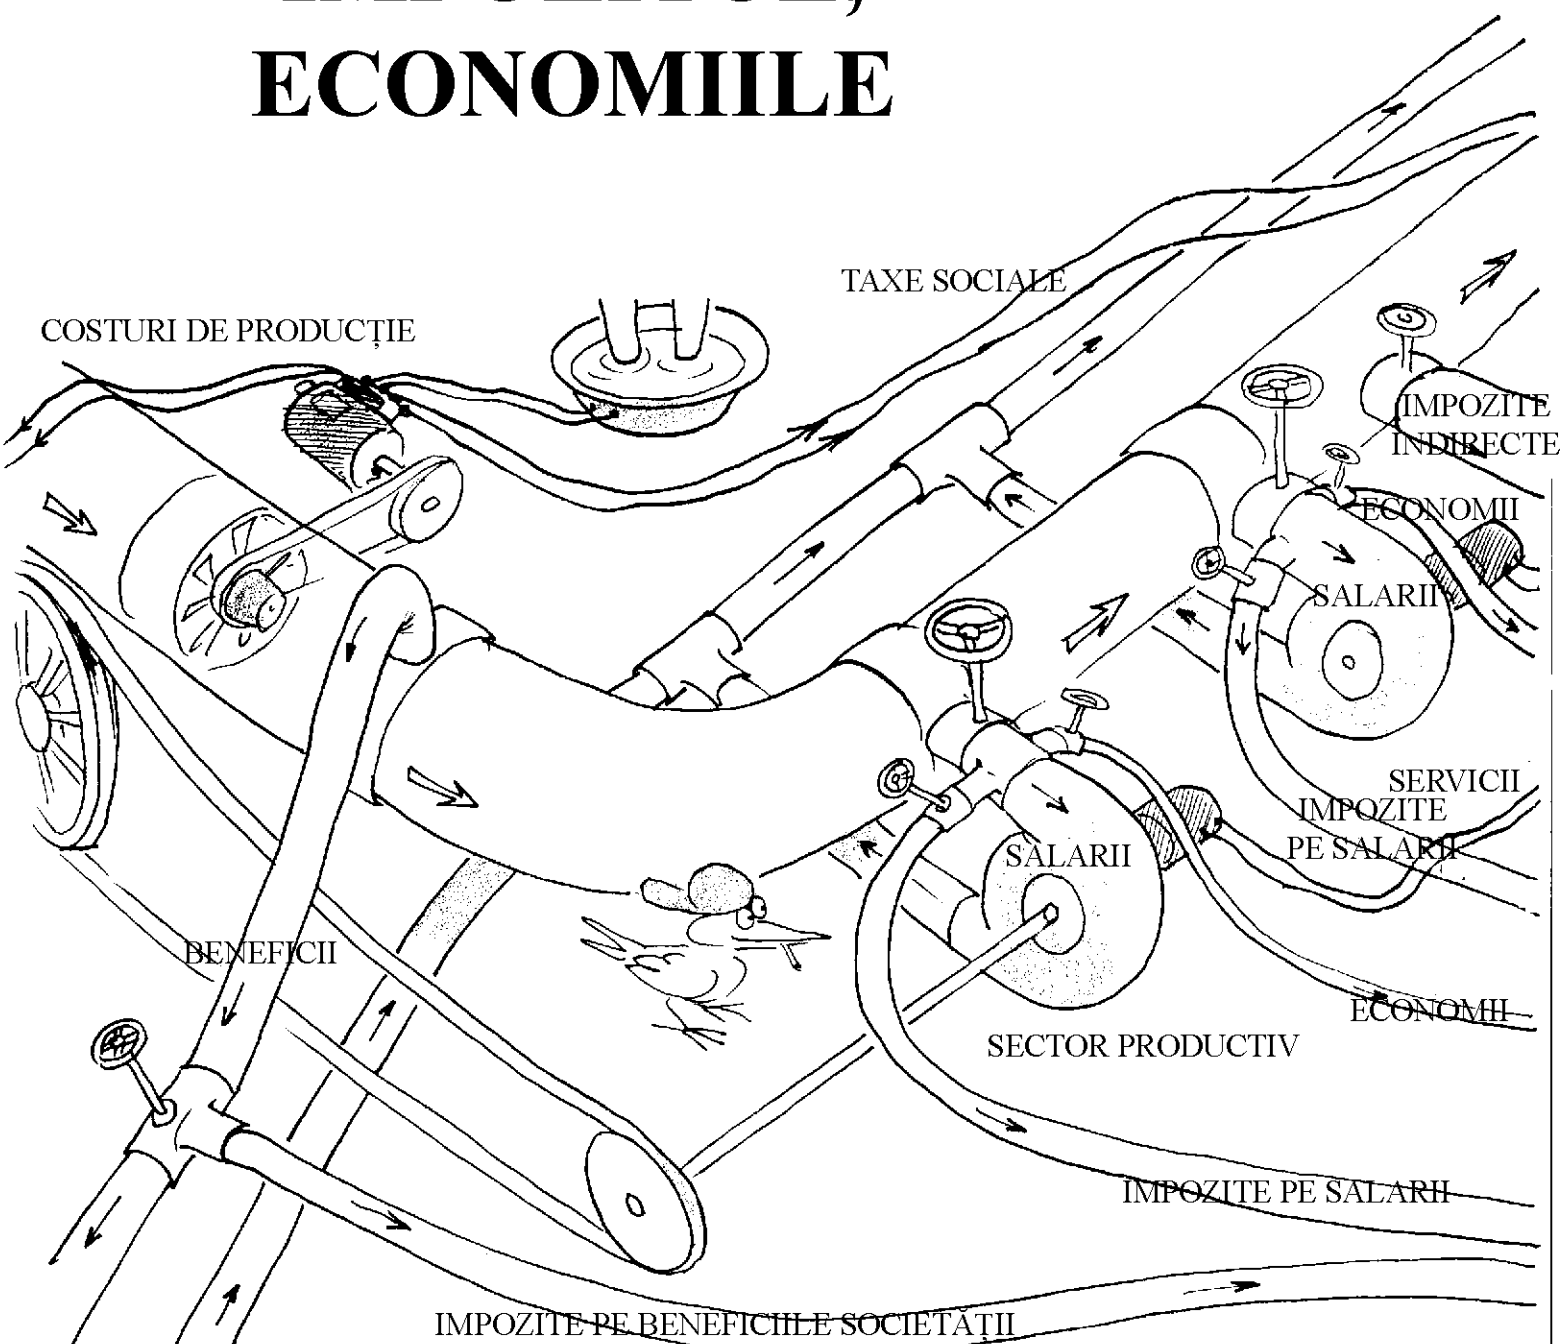 ECONOMIILE
TAXE SOCIALE
COSTURI DE PRODUCȚIE
IMPOZITE
INDIRECTE
ECONOMII
SALARII
SERVICII
IMPOZITE
PE SALARII
SALARII
BENEFICII
ECONOMII
SECTOR PRODUCTIV
IMPOZITE PE SALARII
IMPOZITE PE BENEFICIILE SOCIETĂȚII